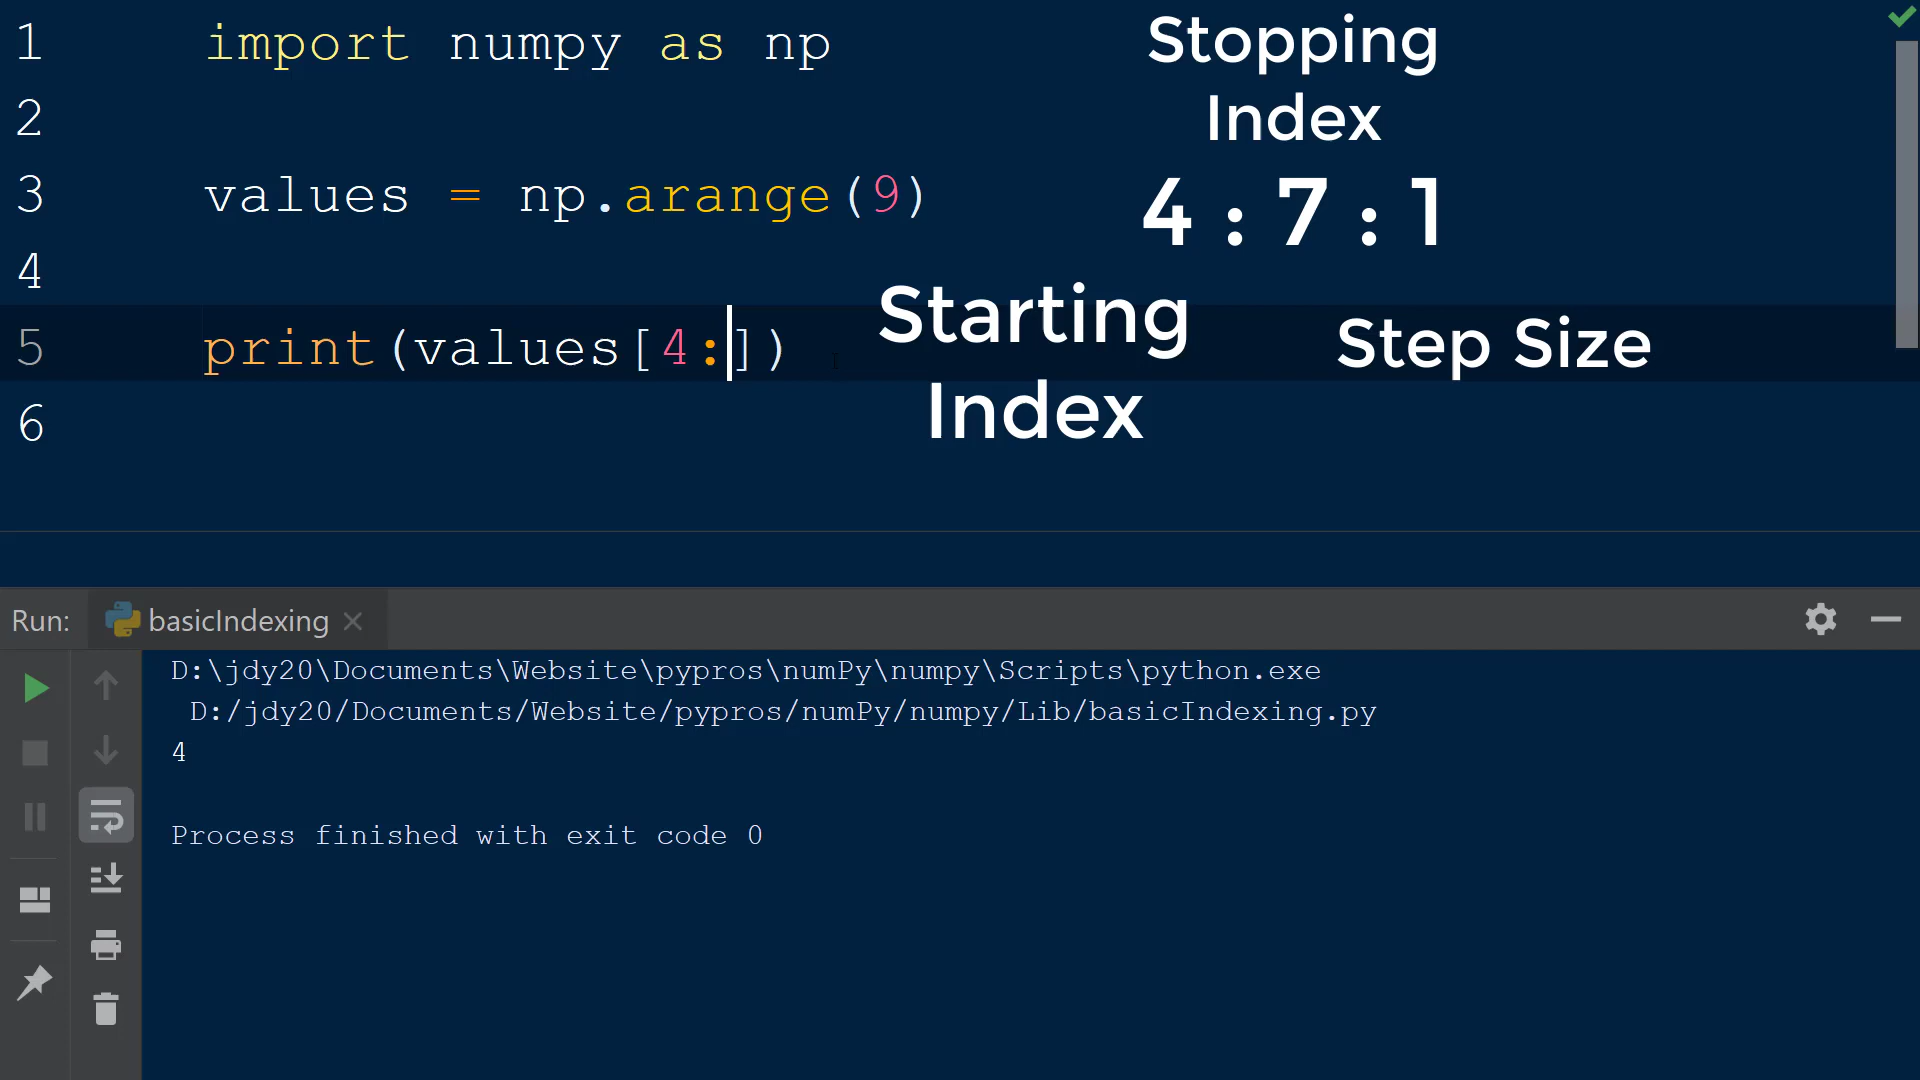 1 import numpy as np
2
3 values = np.arange(9)
4
5 print(values[4:])
6
Stopping
Index
4 : 7 : 1
Starting
Index
Step Size
Run: basicIndexing
D:\jdy20\Documents\Website\pypros\numPy\numpy\Scripts\python.exe
D:/jdy20/Documents/Website/pypros/numPy/numpy/Lib/basicIndexing.py
4
Process finished with exit code 0